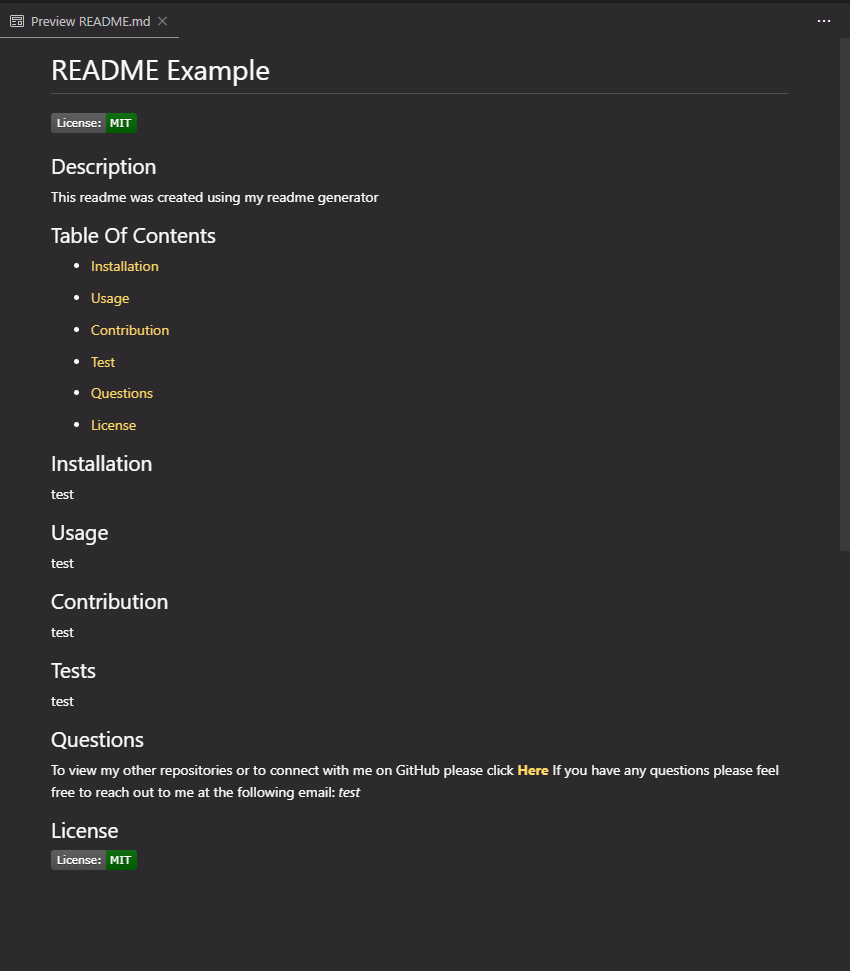 Preview README.md
README Example
License: MIT
Description
This readme was created using my readme generator
Table Of Contents
Installation
Usage
Contribution
Test
Questions
License
Installation
test
Usage
test
Contribution
test
Tests
test
Questions
To view my other repositories or to connect with me on GitHub please click Here If you have any questions please feel
free to reach out to me at the following email: test
License
License: MIT